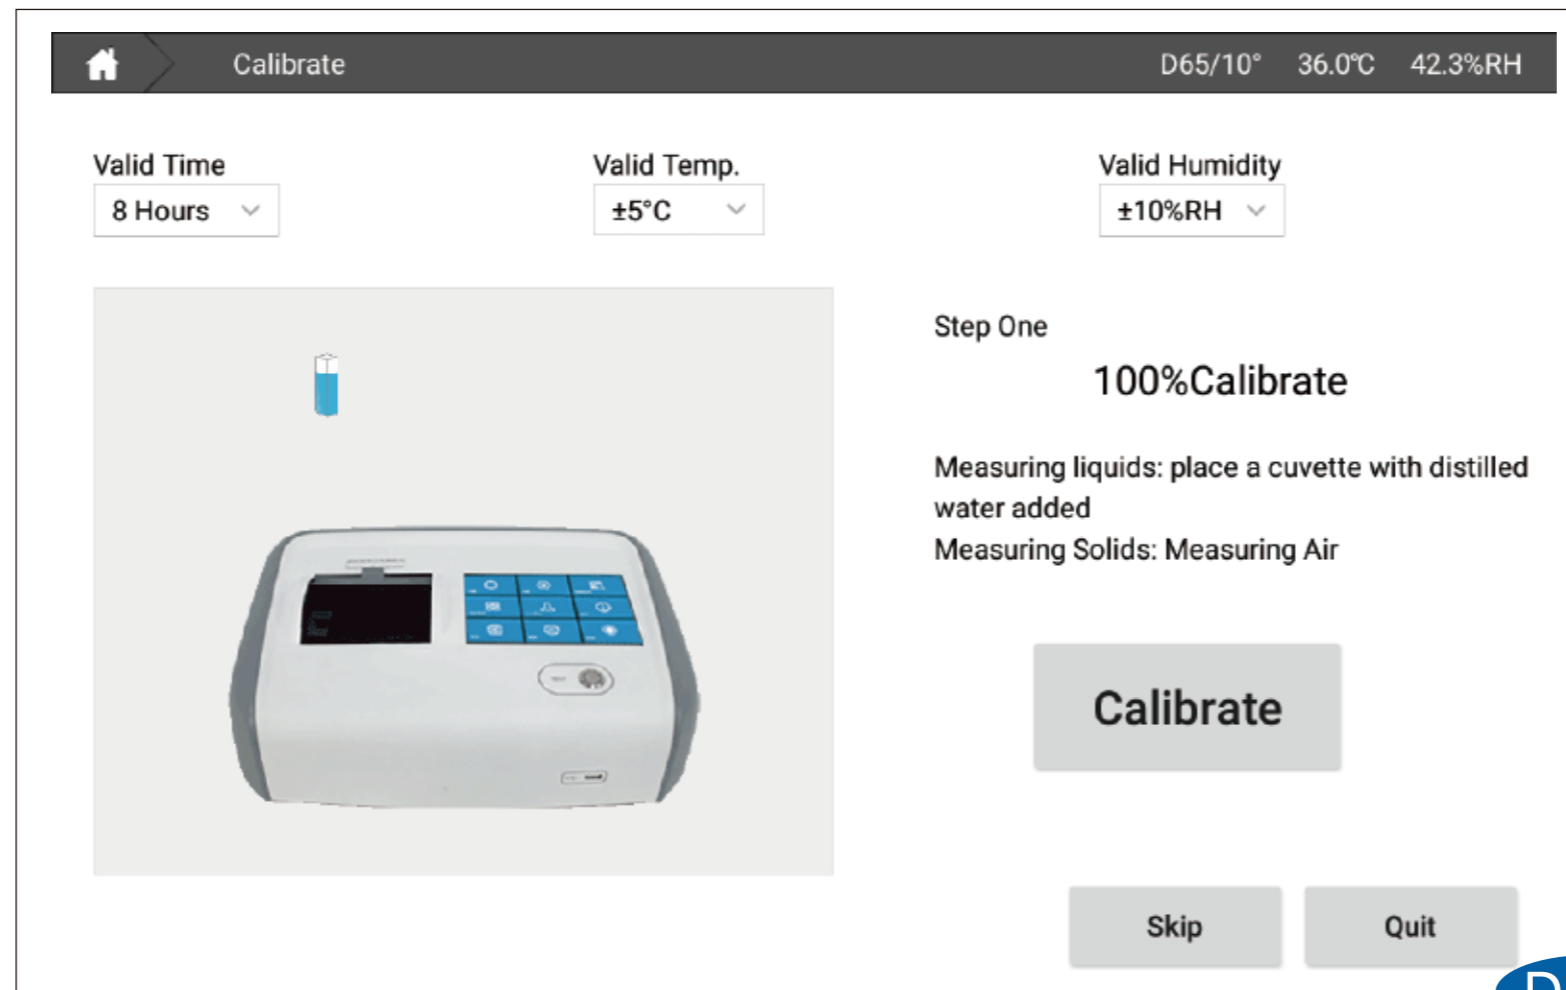 Calibrate D65/10° 36.0℃ 42.3%RH
Valid Time Valid Temp. Valid Humidity
8 Hours ±5°C ±10%RH
Step One
100%Calibrate
Measuring liquids: place a cuvette with distilled
water added
Measuring Solids: Measuring Air
Calibrate
Skip Quit